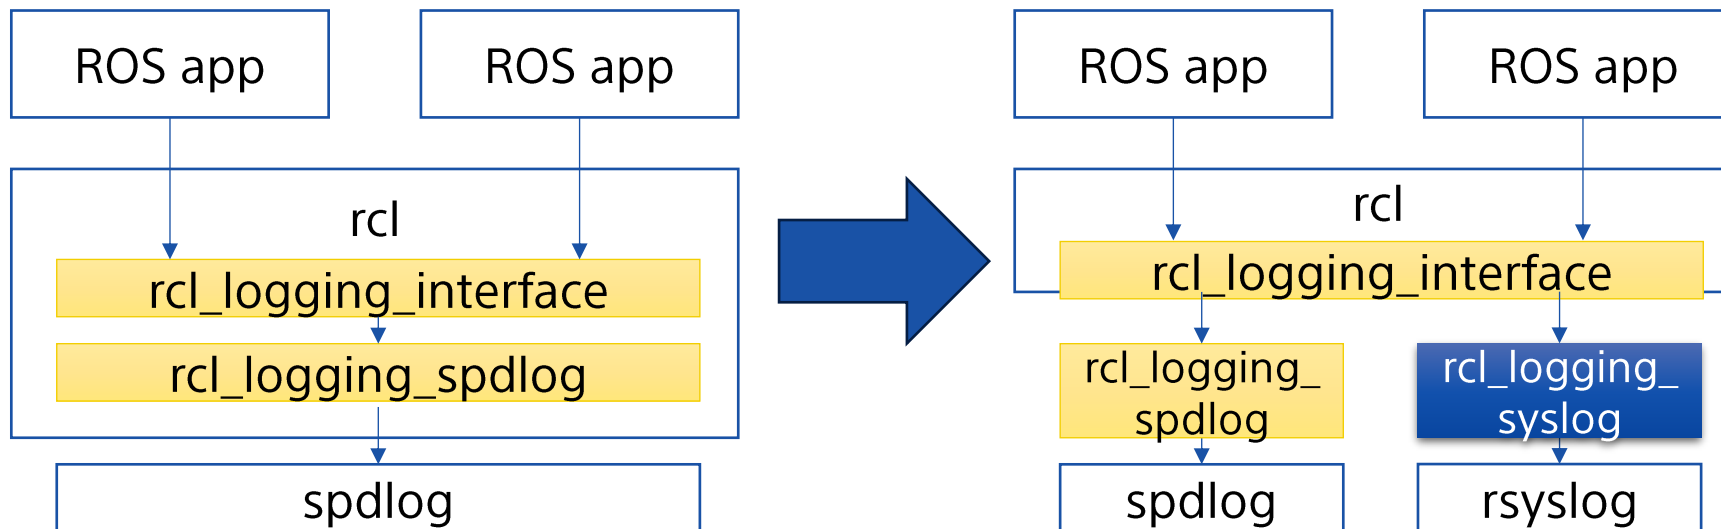 ROS app
ROS app
rcl
rcl_logging_interface
rcl_logging_spdlog
spdlog
ROS app
ROS app
rcl
rcl_logging_interface
rcl_logging_
spdlog
rcl_logging_
syslog
spdlog
rsyslog